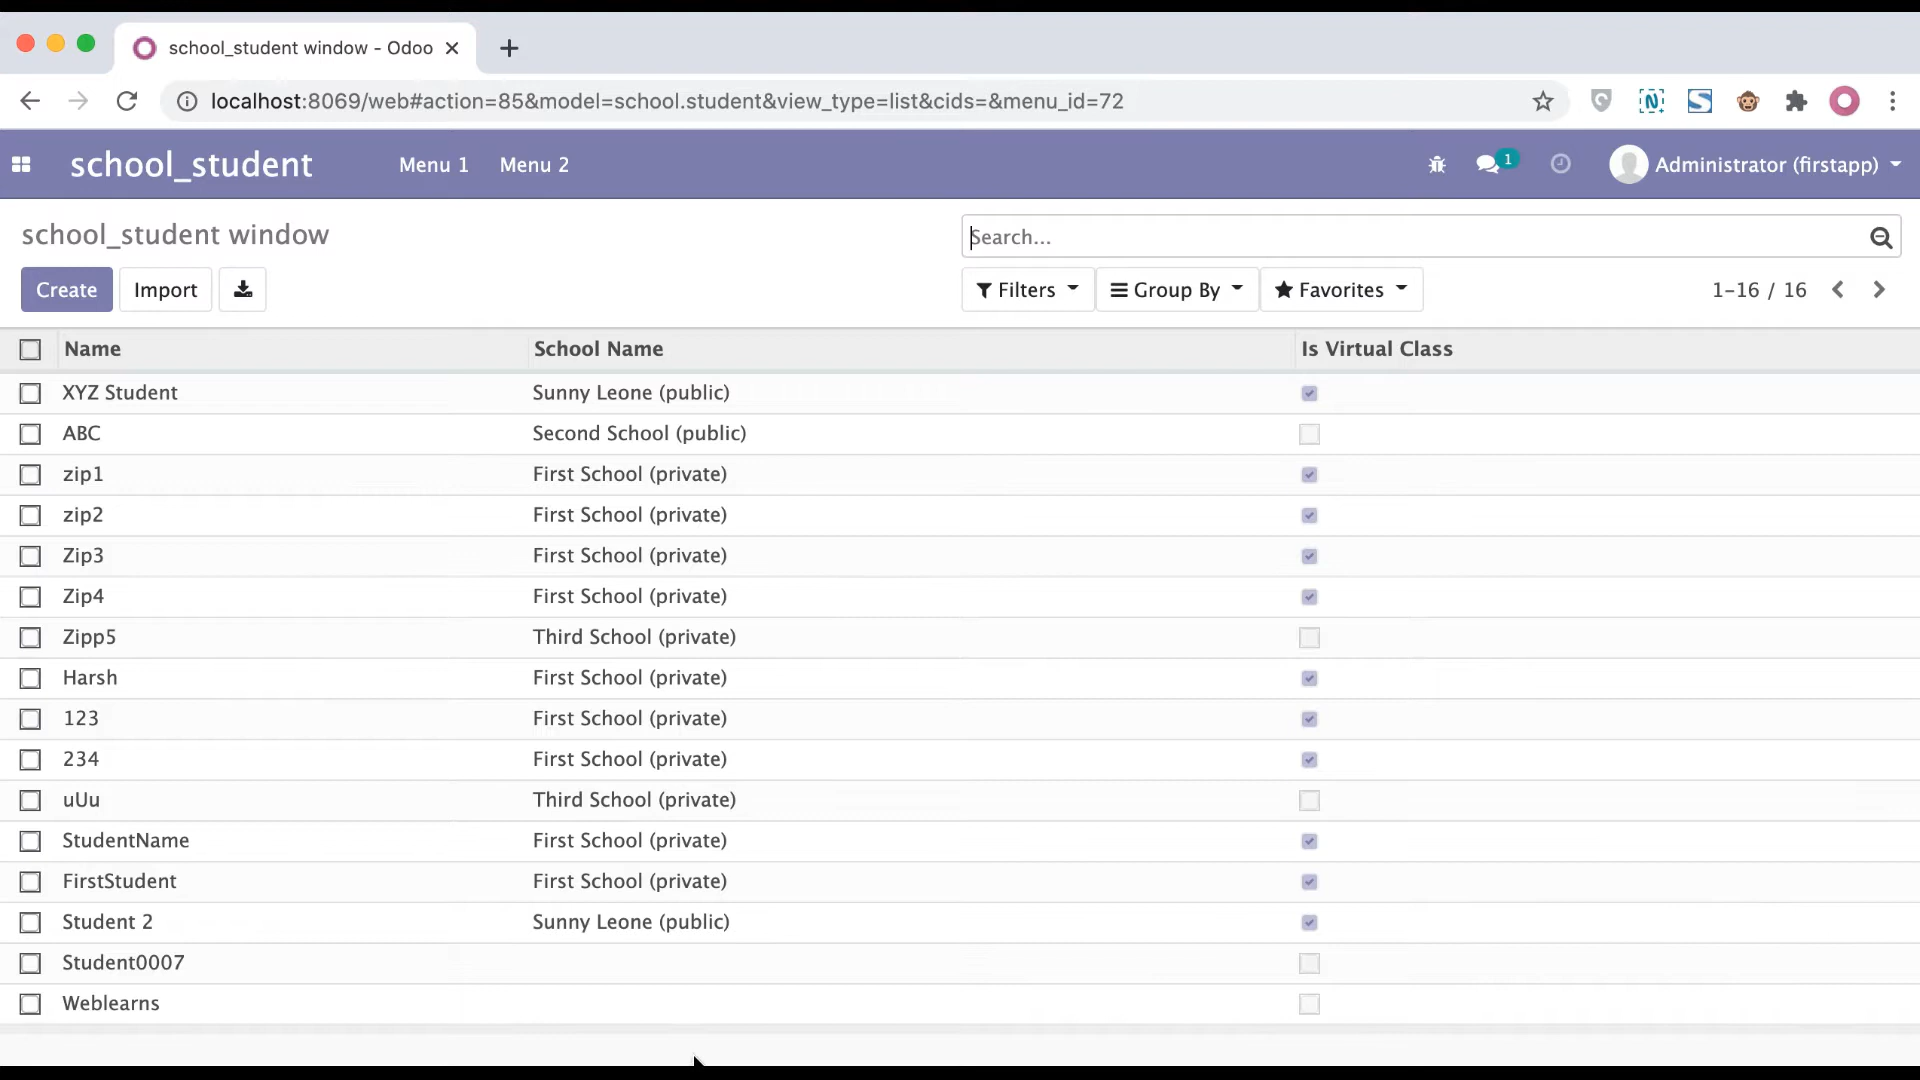 school_student window - Odoo
localhost:8069/web#action=85&model=school.student&view_type=list&cids=&menu_id=72
school_student Menu 1 Menu 2 1 Administrator (firstapp)
school_student window
Search...
Create Import Filters Group By Favorites 1-16 / 16
Name School Name Is Virtual Class
XYZ Student Sunny Leone (public)
ABC Second School (public)
zip1 First School (private)
zip2 First School (private)
Zip3 First School (private)
Zip4 First School (private)
Zipp5 Third School (private)
Harsh First School (private)
123 First School (private)
234 First School (private)
uUu Third School (private)
StudentName First School (private)
FirstStudent First School (private)
Student 2 Sunny Leone (public)
Student0007
Weblearns